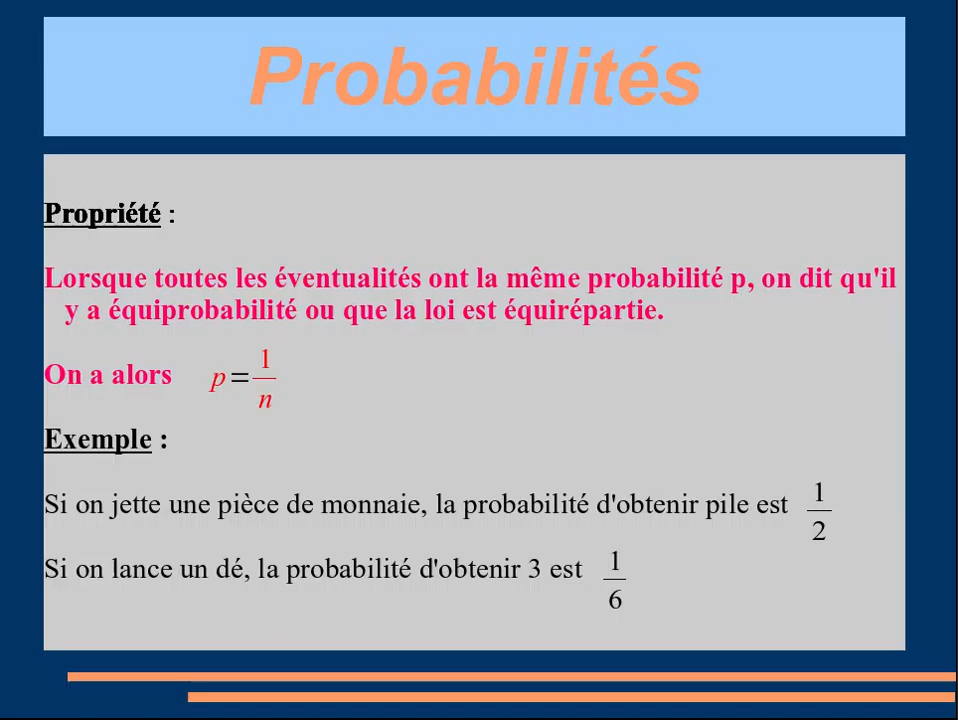 Probabilités
Propriété :
Lorsque toutes les éventualités ont la même probabilité p, on dit qu'il
y a équiprobabilité ou que la loi est équirépartie.
On a alors p = 1/n
Exemple :
Si on jette une pièce de monnaie, la probabilité d'obtenir pile est 1/2
Si on lance un dé, la probabilité d'obtenir 3 est 1/6